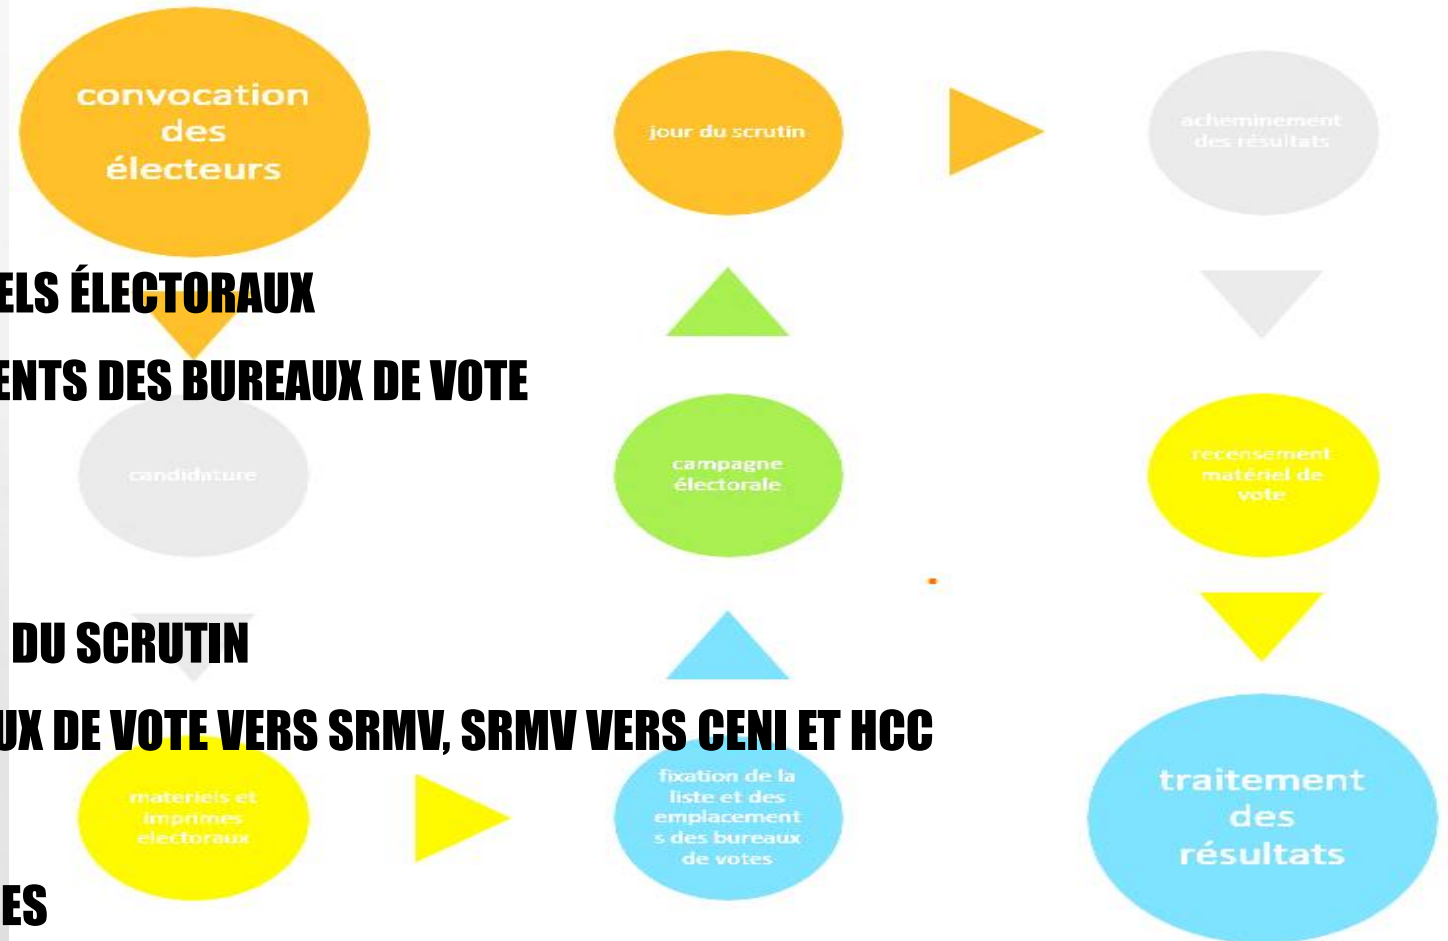 convocation
des
électeurs
ELS ÉLECTORAUX
ENTS DES BUREAUX DE VOTE
candidature
DU SCRUTIN
UX DE VOTE VERS SRMV, SRMV VERS CENI ET HCC
materiels et
imprimes
electoraux
ES
fixation de la
liste et des
emplacement
s des bureaux
de votes
campagne
électorale
jour du scrutin
acheminement
des résultats
recensement
matériel de
vote
traitement
des
résultats